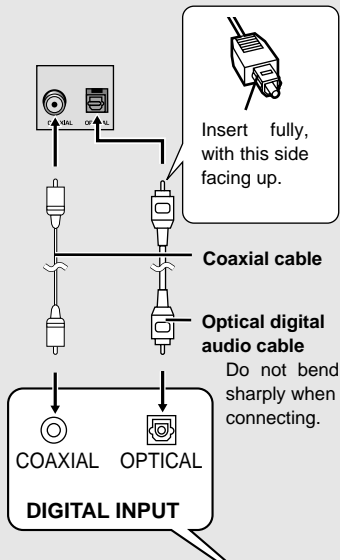 COAXIAL OPTICAL
Insert fully,
with this side
facing up.
Coaxial cable
Optical digital
audio cable
Do not bend
sharply when
connecting.
COAXIAL OPTICAL
DIGITAL INPUT